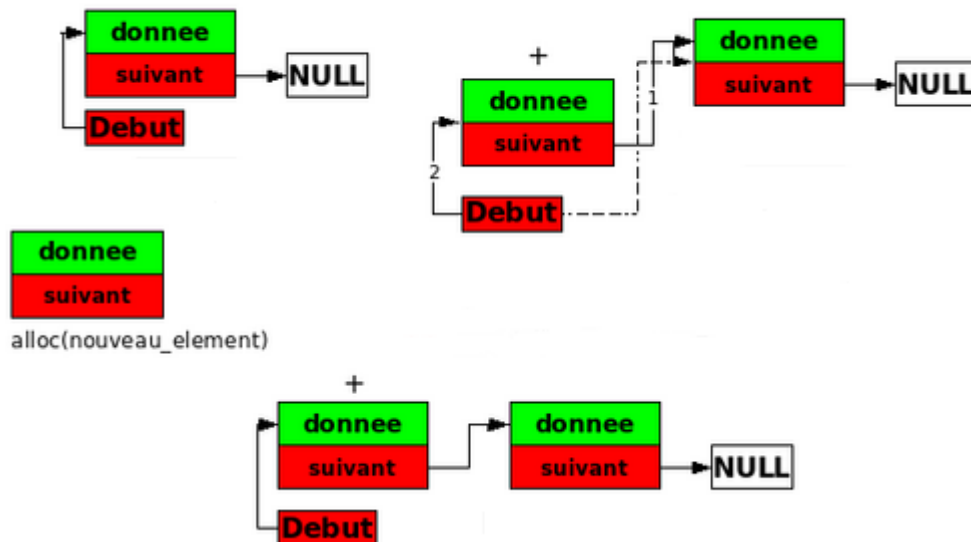 donnee
suivant
NULL
Debut
+
donnee
suivant
1
2
Debut
donnee
suivant
NULL
donnee
suivant
alloc(nouveau_element)
+
donnee
suivant
Debut
donnee
suivant
NULL